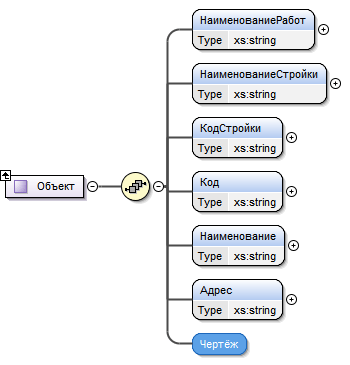 НаименованиеРабот
Type xs:string
НаименованиеСтройки
Type xs:string
КодСтройки
Type xs:string
Объект
Код
Type xs:string
Наименование
Type xs:string
Адрес
Type xs:string
Чертёж